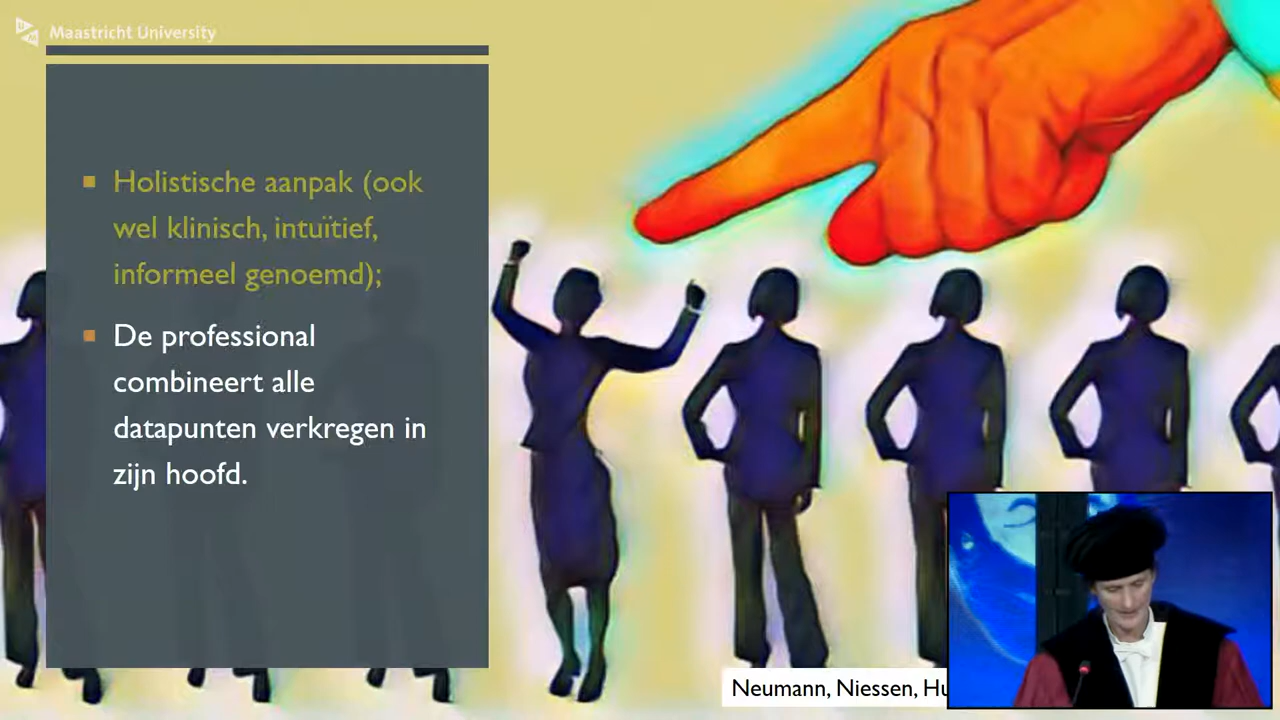 Maastricht University
Holistische aanpak (ook
wel klinisch, intuïtief,
informeel genoemd);
De professional
combineert alle
datapunten verkregen in
zijn hoofd.
Neumann, Niessen,